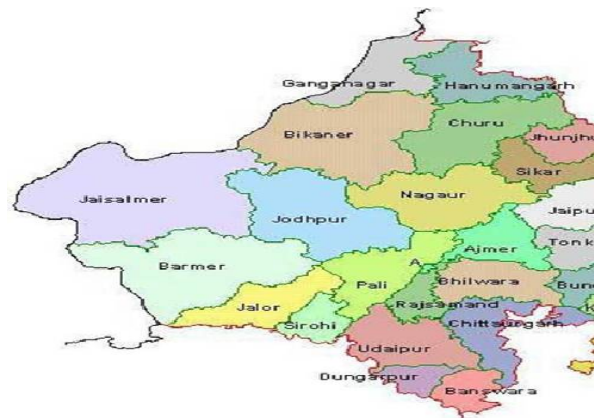 Ganganagar
Hanumangarh
Bikaner
Churu
Jhunjhu
Sikar
Jaisalmer
Nagaur
Jaipu
Jodhpur
Ajmer
Tonk
A
Barmer
Pali
Bhilwara
Bund
Jalor
Rajsamand
Sirohi
Chittaurgarh
K
Udaipur
Dungarpur
Banswara